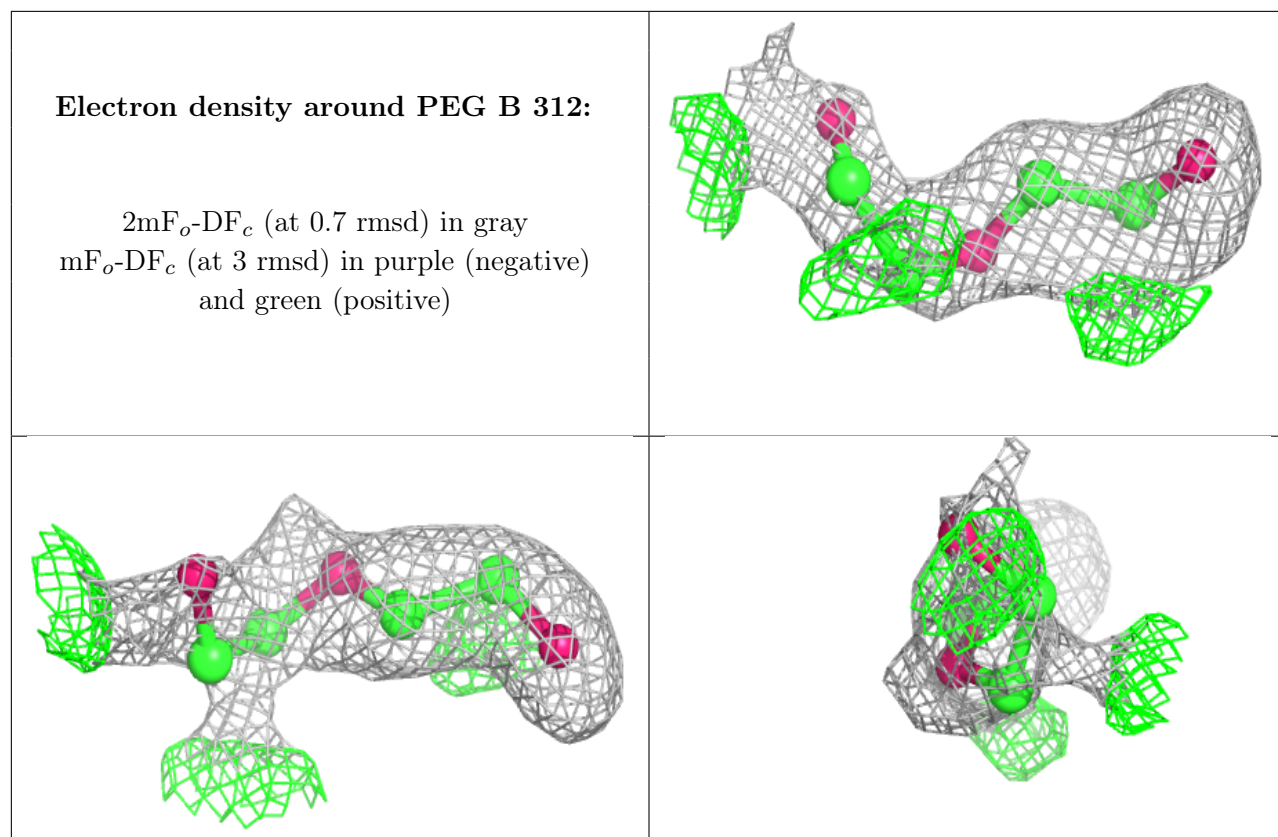 Electron density around PEG B 312:
2mFo-DFc (at 0.7 rmsd) in gray
mFo-DFc (at 3 rmsd) in purple (negative)
and green (positive)